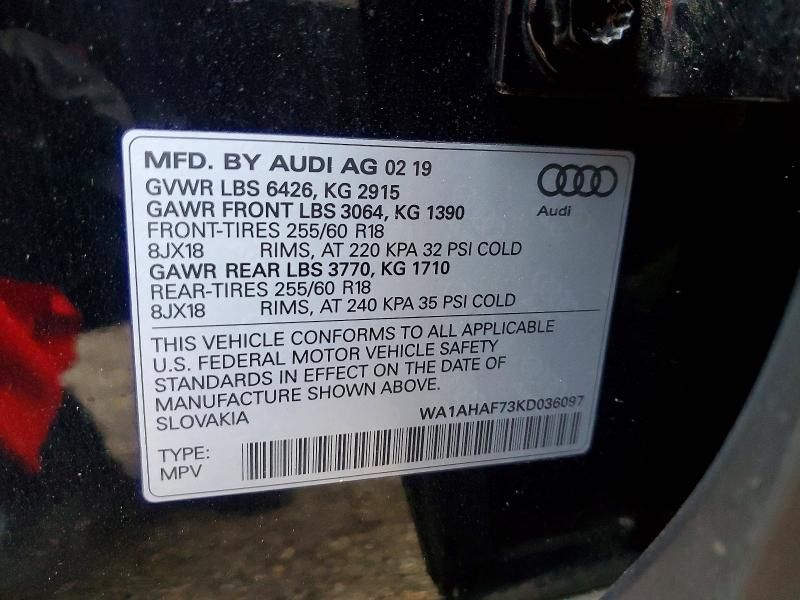 MFD. BY AUDI AG 02 19
GVWR LBS 6426, KG 2915
GAWR FRONT LBS 3064, KG 1390
FRONT-TIRES 255/60 R18
8JX18 RIMS, AT 220 KPA 32 PSI COLD
GAWR REAR LBS 3770, KG 1710
REAR-TIRES 255/60 R18
8JX18 RIMS, AT 240 KPA 35 PSI COLD
Audi
THIS VEHICLE CONFORMS TO ALL APPLICABLE
U.S. FEDERAL MOTOR VEHICLE SAFETY
STANDARDS IN EFFECT ON THE DATE OF
MANUFACTURE SHOWN ABOVE.
SLOVAKIA WA1AHAF73KD036097
TYPE:
MPV